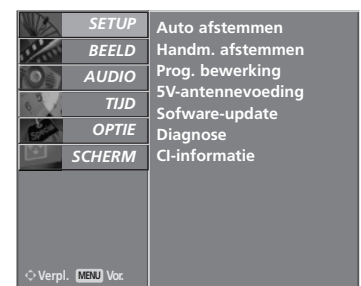 SETUP
BEELD
AUDIO
TIJD
OPTIE
SCHERM
Auto afstemmen
Handm. afstemmen
Prog. bewerking
5V-antennevoeding
Sofware-update
Diagnose
CI-informatie
Verpl. MENU Vor.